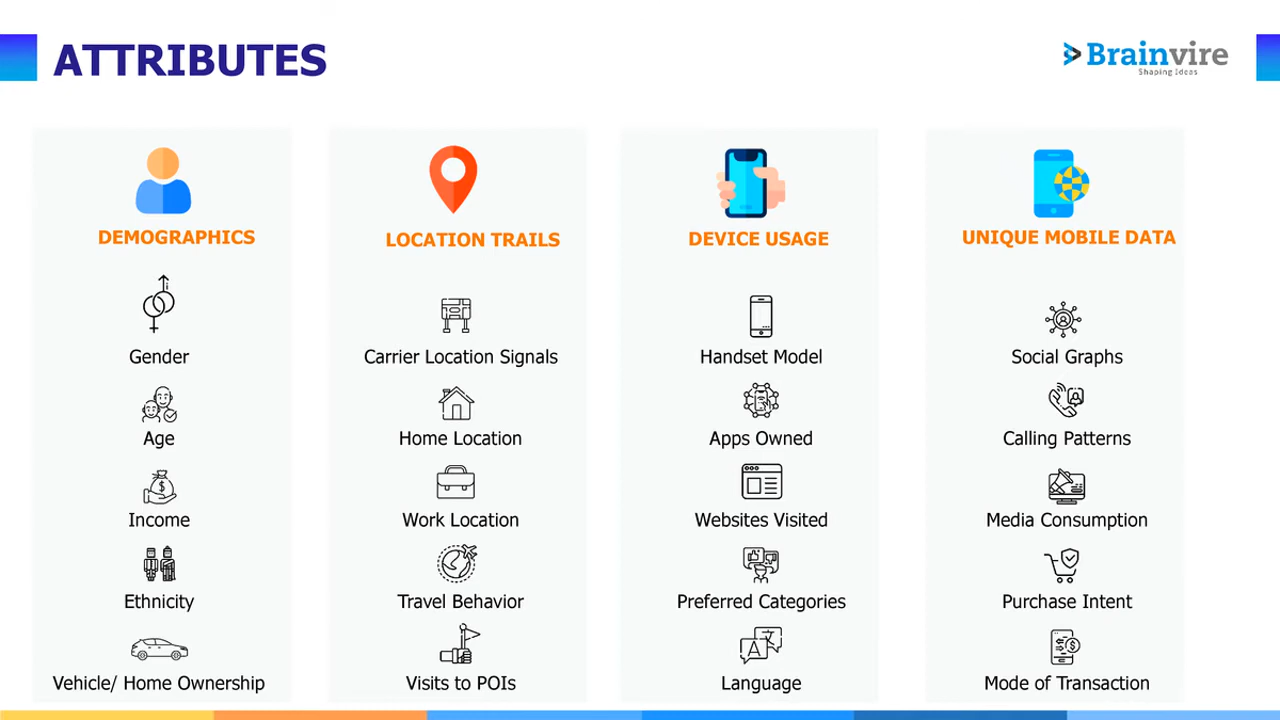 ATTRIBUTES
Brainvire
Shaping Ideas
DEMOGRAPHICS
Gender
Age
Income
Ethnicity
Vehicle/ Home Ownership
LOCATION TRAILS
Carrier Location Signals
Home Location
Work Location
Travel Behavior
Visits to POIs
DEVICE USAGE
Handset Model
Apps Owned
Websites Visited
Preferred Categories
Language
UNIQUE MOBILE DATA
Social Graphs
Calling Patterns
Media Consumption
Purchase Intent
Mode of Transaction